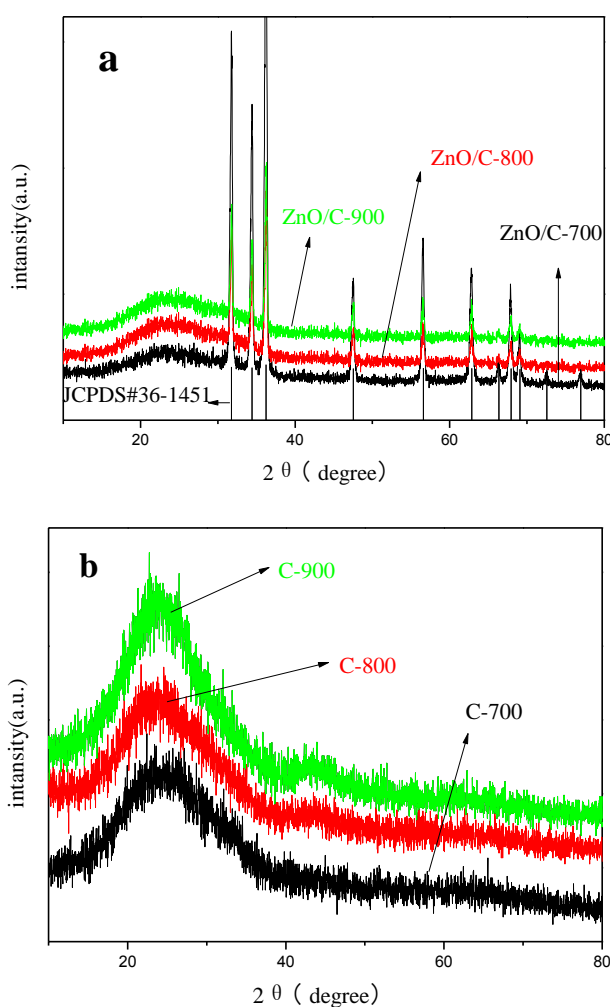 a
ZnO/C-800
ZnO/C-900
ZnO/C-700
JCPDS#36-1451
intansity(a.u.)
20 40 60 80
2 θ ( degree)
b
C-900
C-800
C-700
intansity(a.u.)
20 40 60 80
2 θ ( degree)